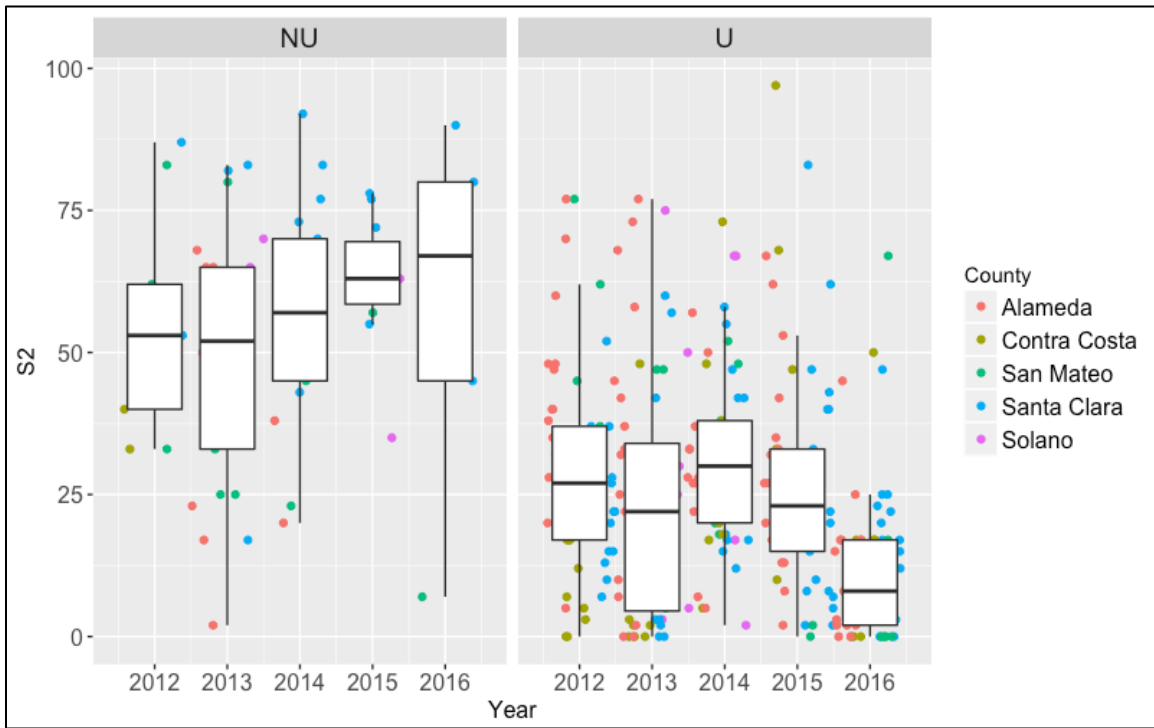 NU
U
100
75
50
25
0
S2
2012 2013 2014 2015 2016
2012 2013 2014 2015 2016
Year
County
Alameda
Contra Costa
San Mateo
Santa Clara
Solano